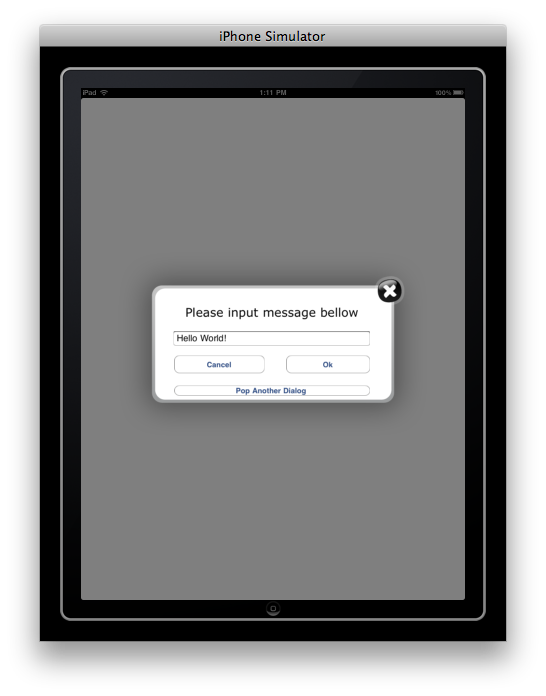 iPhone Simulator
iPad 1:11 PM 100%
Please input message bellow
Hello World!
Cancel Ok
Pop Another Dialog